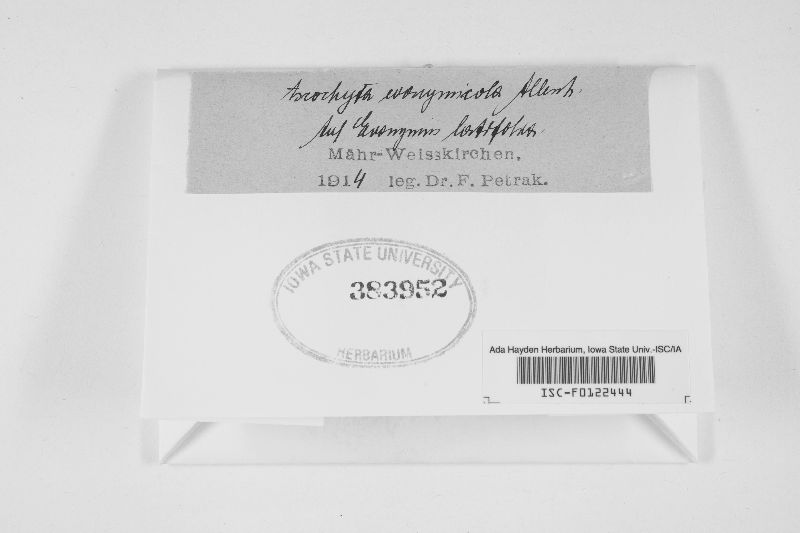 Ascochyta evonymicola Allesch.
Auf Evonymus latifolia.
Mähr-Weisskirchen,
1914 leg. Dr. F. Petrak.
IOWA STATE UNIVERSITY
383952
HERBARIUM
Ada Hayden Herbarium, Iowa State Univ.-ISC/IA
ISC-F0122444